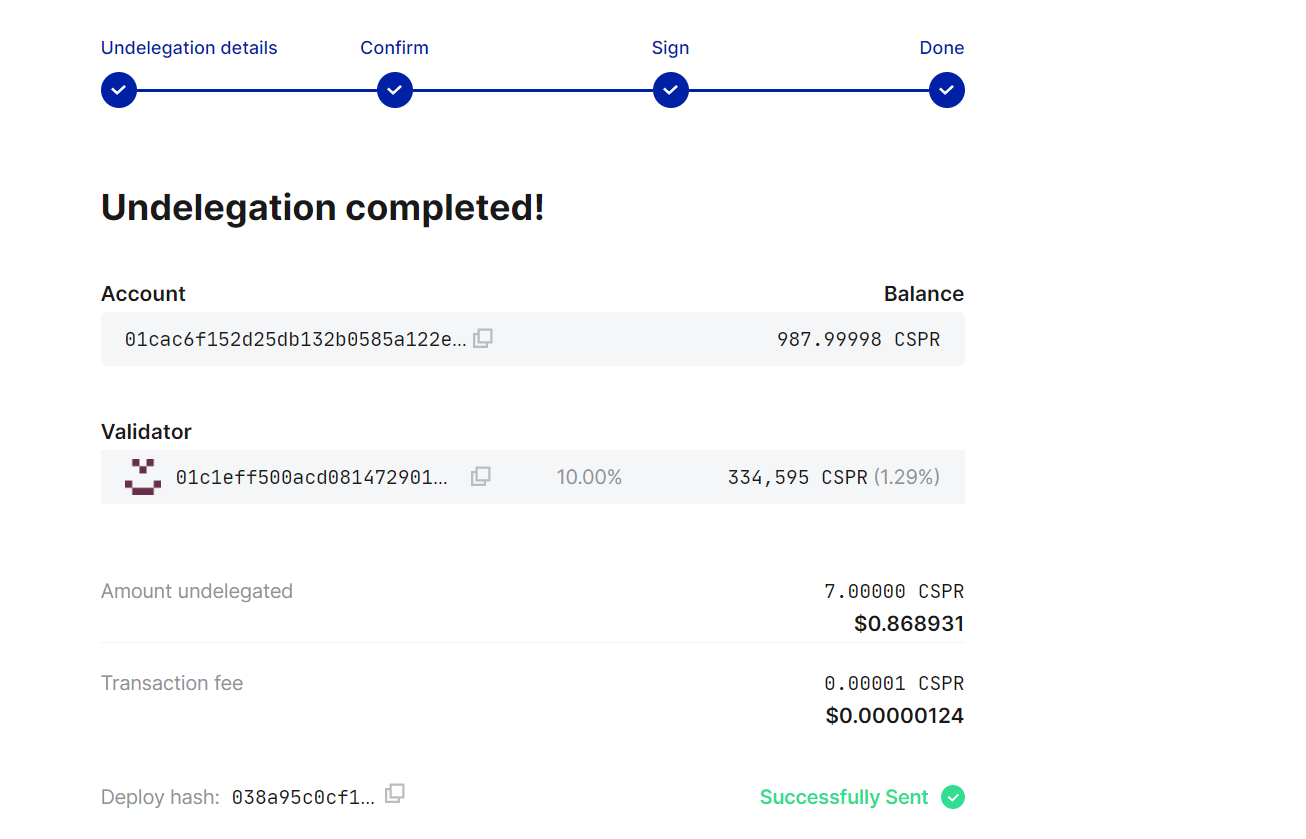 Undelegation details Confirm Sign Done
Undelegation completed!
Account Balance
01cac6f152d25db132b0585a122e... 987.99998 CSPR
Validator
01c1eff500acd081472901... 10.00% 334,595 CSPR (1.29%)
Amount undelegated 7.00000 CSPR
$0.868931
Transaction fee 0.00001 CSPR
$0.00000124
Deploy hash: 038a95c0cf1... Successfully Sent